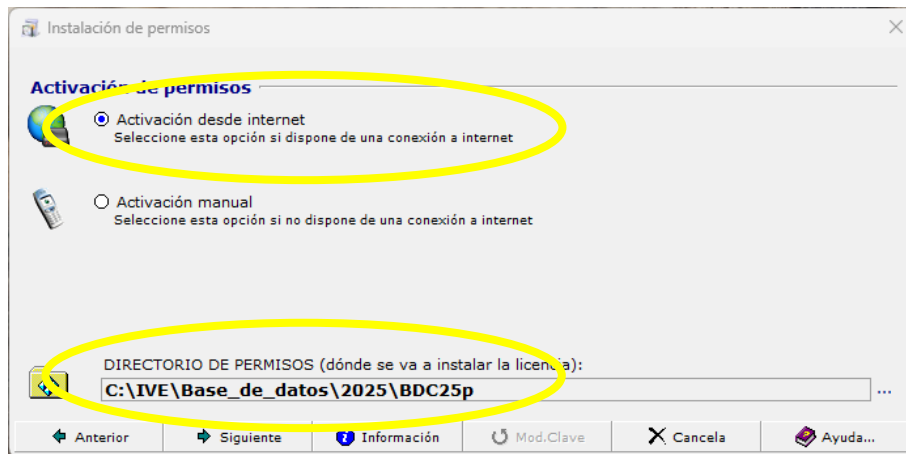 Instalación de permisos
Activación de permisos
Activación desde internet
Seleccione esta opción si dispone de una conexión a internet
Activación manual
Seleccione esta opción si no dispone de una conexión a internet
DIRECTORIO DE PERMISOS (dónde se va a instalar la licencia):
C:\IVE\Base_de_datos\2025\BDC25p
...
Anterior Siguiente Información Mod.Clave Cancela Ayuda...